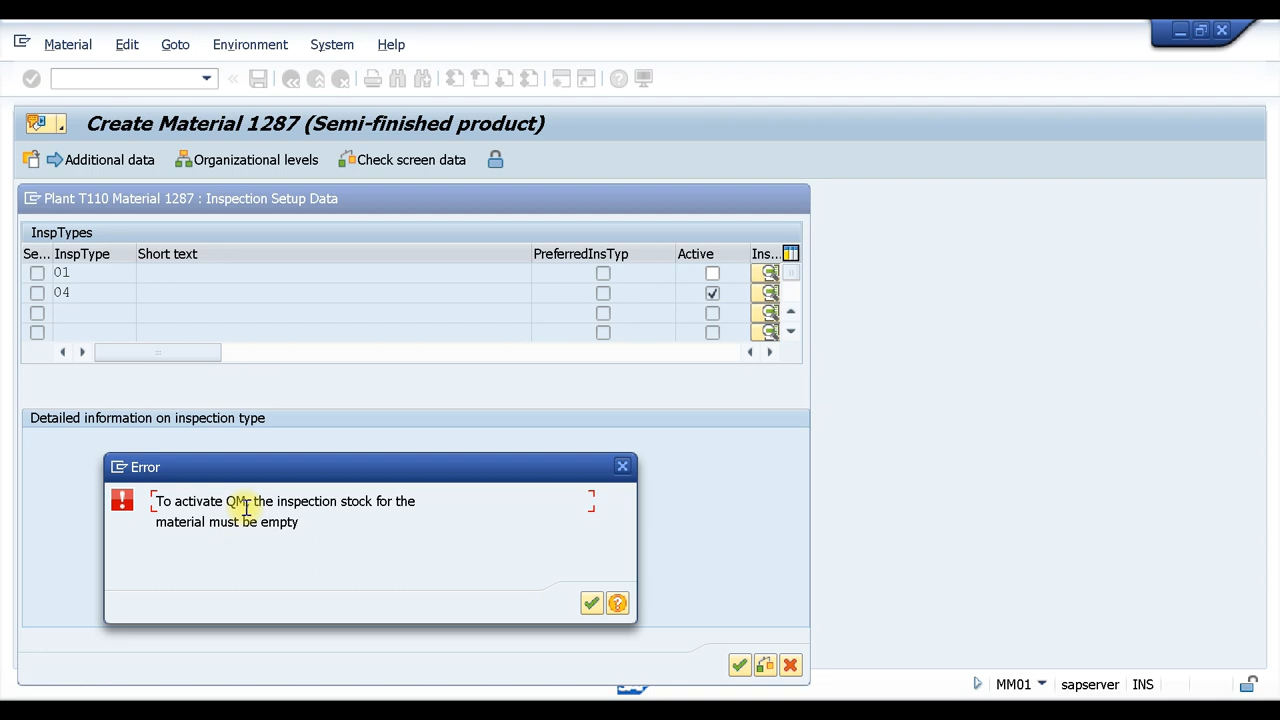 Material Edit Goto Environment System Help
Create Material 1287 (Semi-finished product)
Additional data Organizational levels Check screen data
Plant T110 Material 1287 : Inspection Setup Data
InspTypes
Se... InspType Short text PreferredInsTyp Active Ins...
01
04
Detailed information on inspection type
Error
To activate QM, the inspection stock for the
material must be empty
MM01 sapserver INS